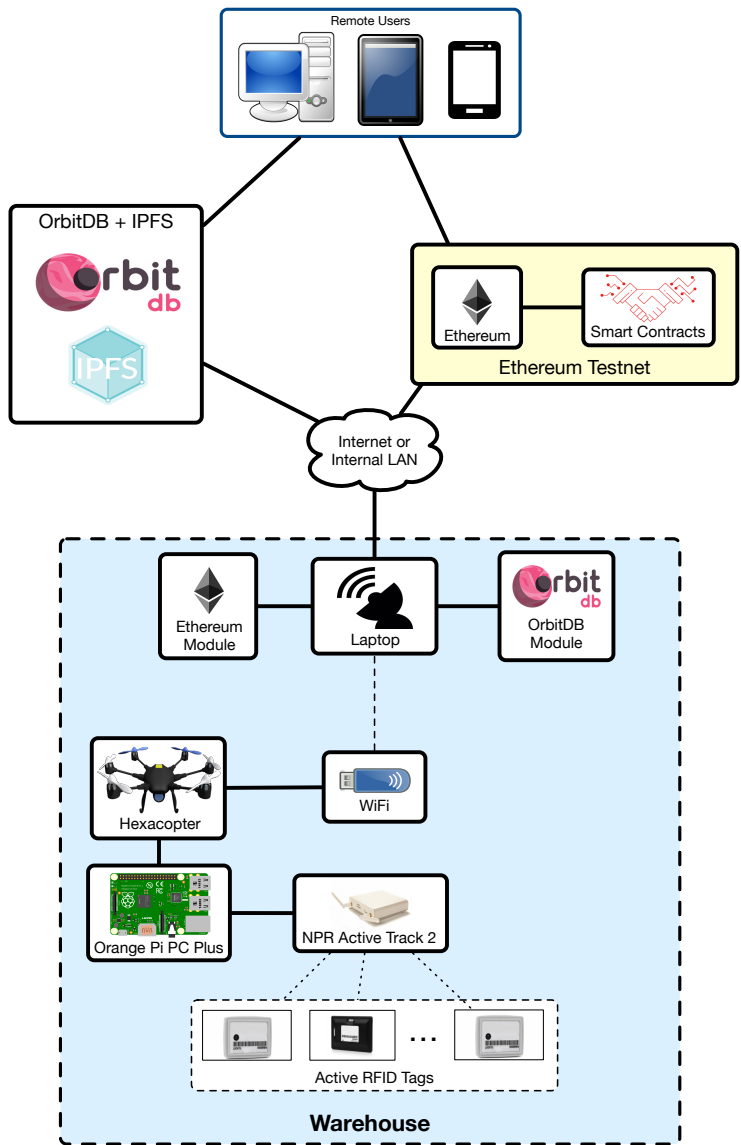 Remote Users
OrbitDB + IPFS
Orbit
db
IPFS
Ethereum
Smart Contracts
Ethereum Testnet
Internet or
Internal LAN
Ethereum
Module
Laptop
Orbit
db
OrbitDB
Module
Hexacopter
WiFi
Orange Pi PC Plus
NPR Active Track 2
...
Active RFID Tags
Warehouse